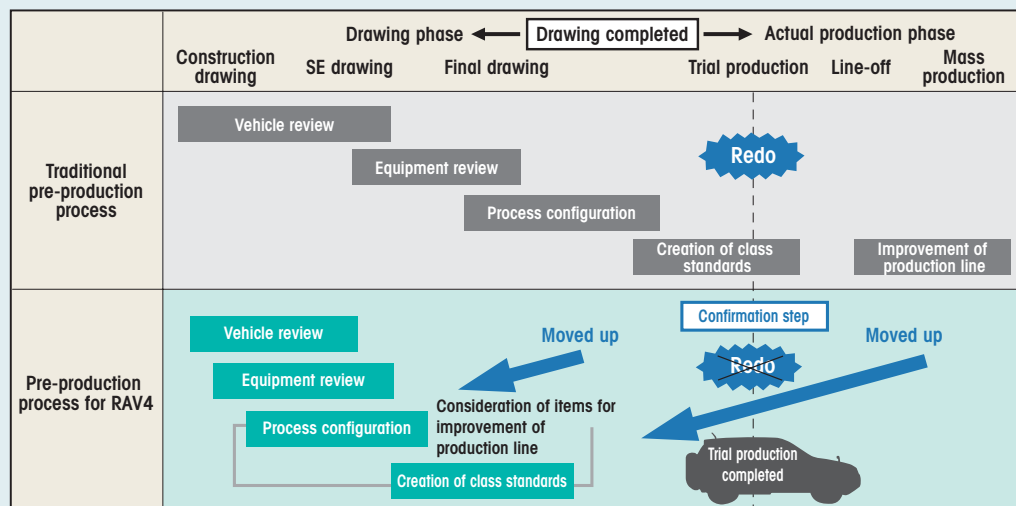 Drawing phase
Drawing completed
Actual production phase
Construction
drawing
SE drawing
Final drawing
Trial production
Line-off
Mass
production
Traditional
pre-production
process
Vehicle review
Equipment review
Process configuration
Creation of class
standards
Redo
Improvement of
production line
Pre-production
process for RAV4
Vehicle review
Equipment review
Process configuration
Creation of class standards
Moved up
Consideration of items for
improvement of
production line
Confirmation step
Redo
Moved up
Trial production
completed